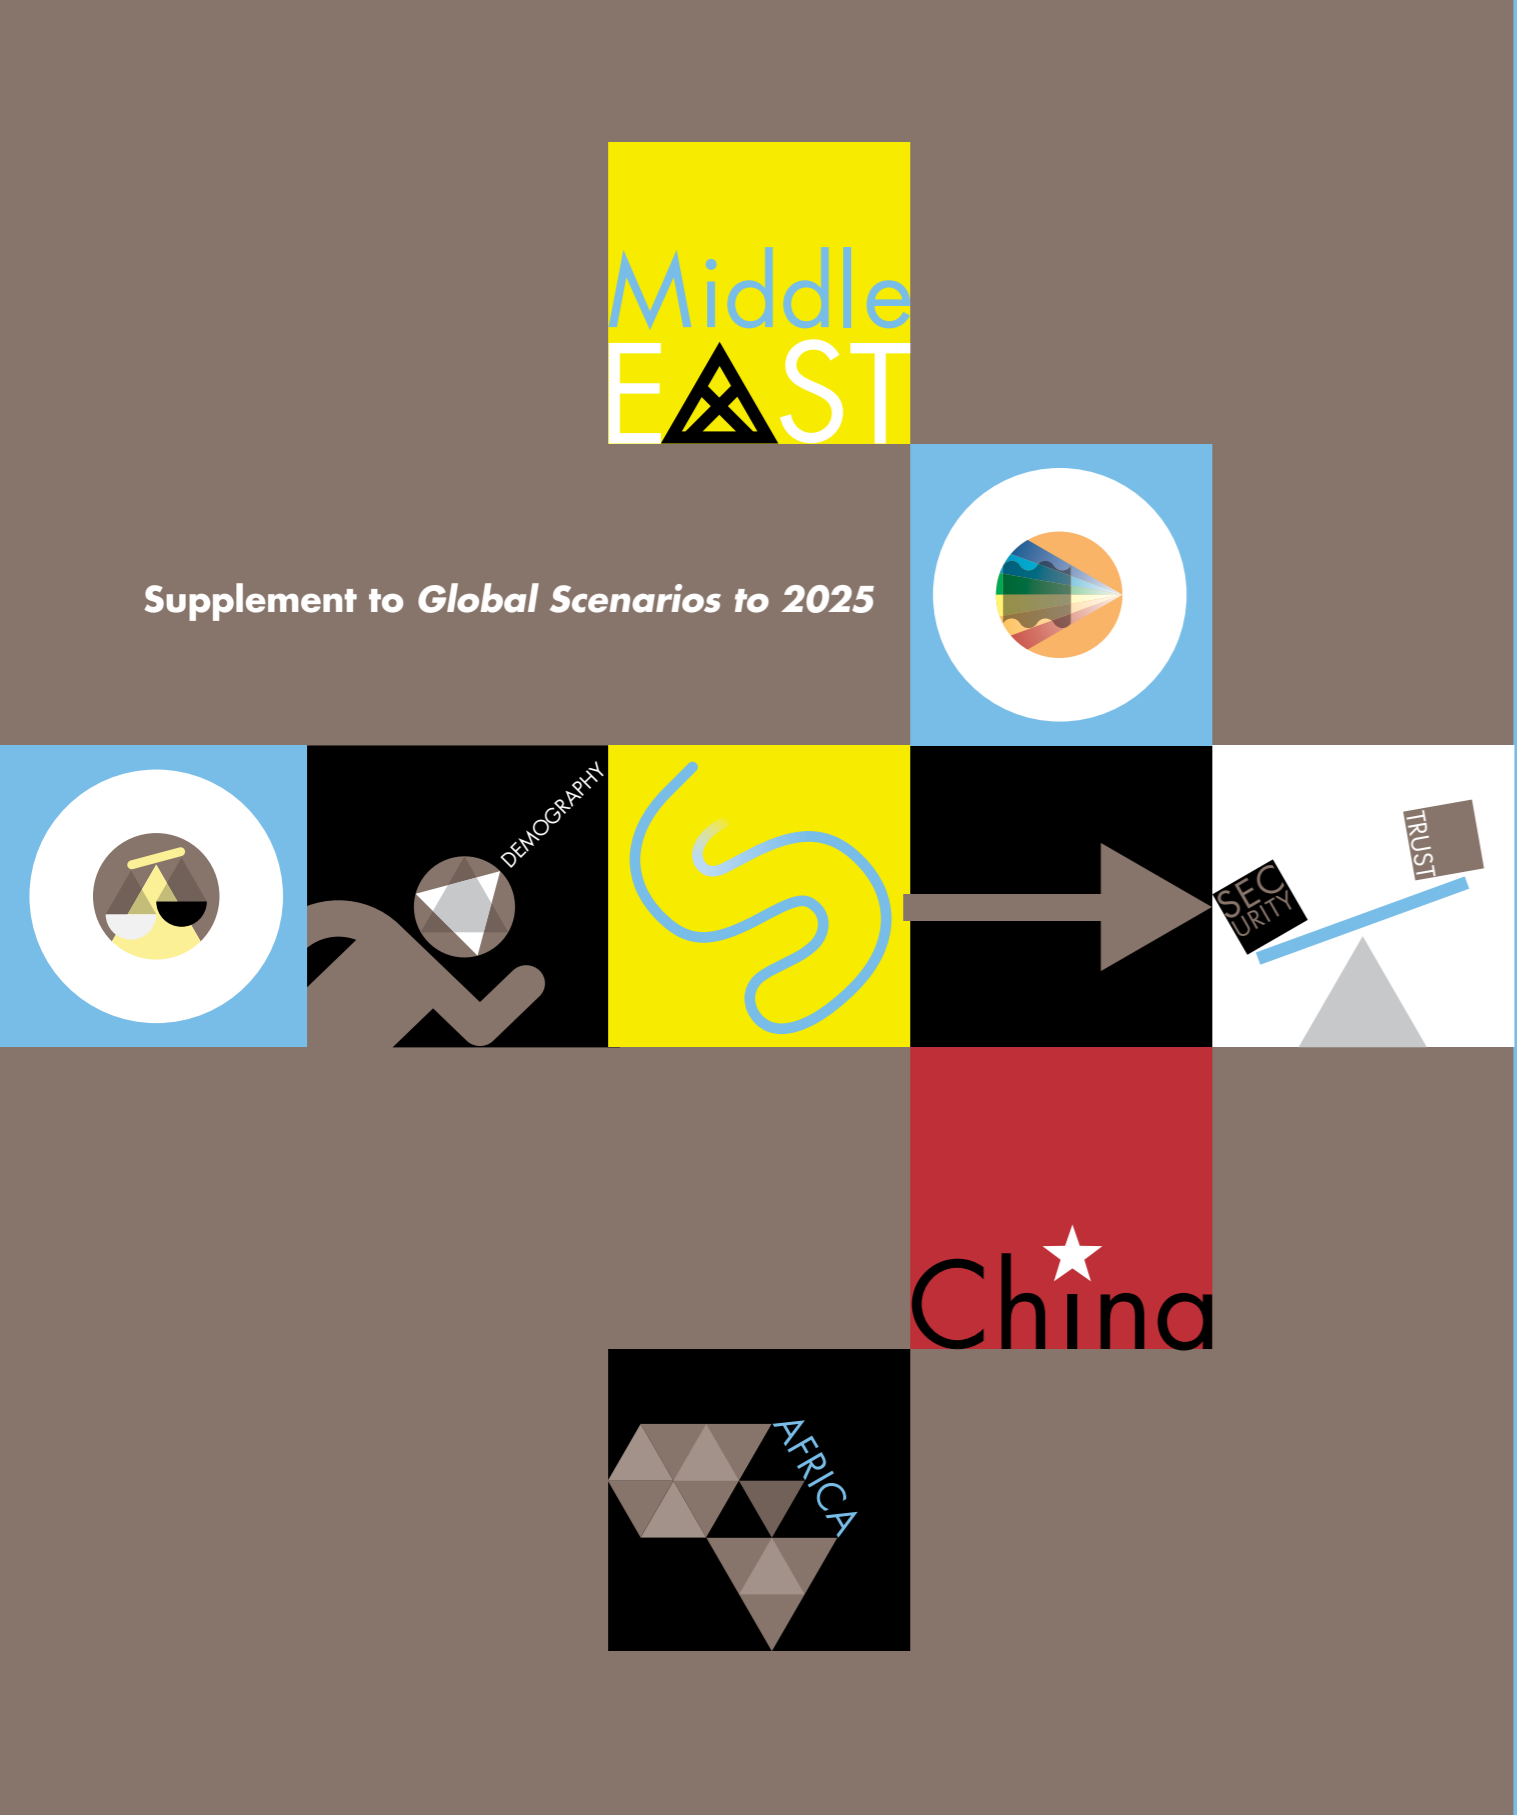 Middle
EAST
Supplement to Global Scenarios to 2025
DEMOGRAPHY
TRUST
SEC
URITY
China
AFRICA